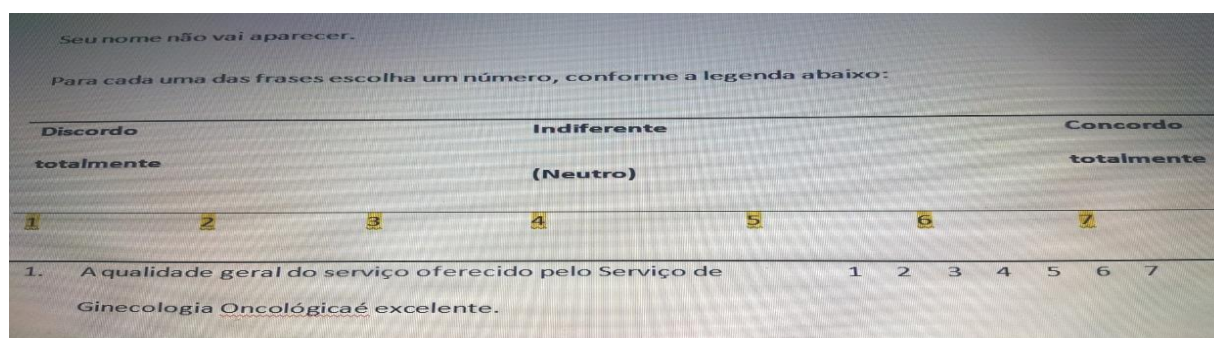 Seu nome não vai aparecer.
Para cada uma das frases escolha um número, conforme a legenda abaixo:
Discordo Indiferente Concordo
totalmente (Neutro) totalmente
1 2 3 4 5 6 7
1. A qualidade geral do serviço oferecido pelo Serviço de 1 2 3 4 5 6 7
Ginecologia Oncológicaé excelente.